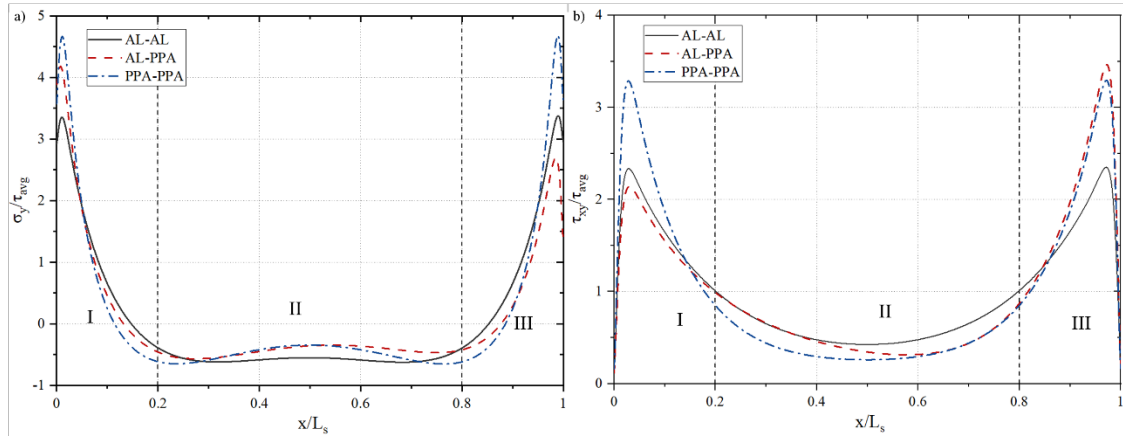 a)
5
4
3
2
1
0
-1
σy/τavg
AL-AL
AL-PPA
PPA-PPA
I
II
III
0 0.2 0.4 0.6 0.8 1
x/Ls
b)
4
3
2
1
0
τxy/τavg
AL-AL
AL-PPA
PPA-PPA
I
II
III
0 0.2 0.4 0.6 0.8 1
x/Ls